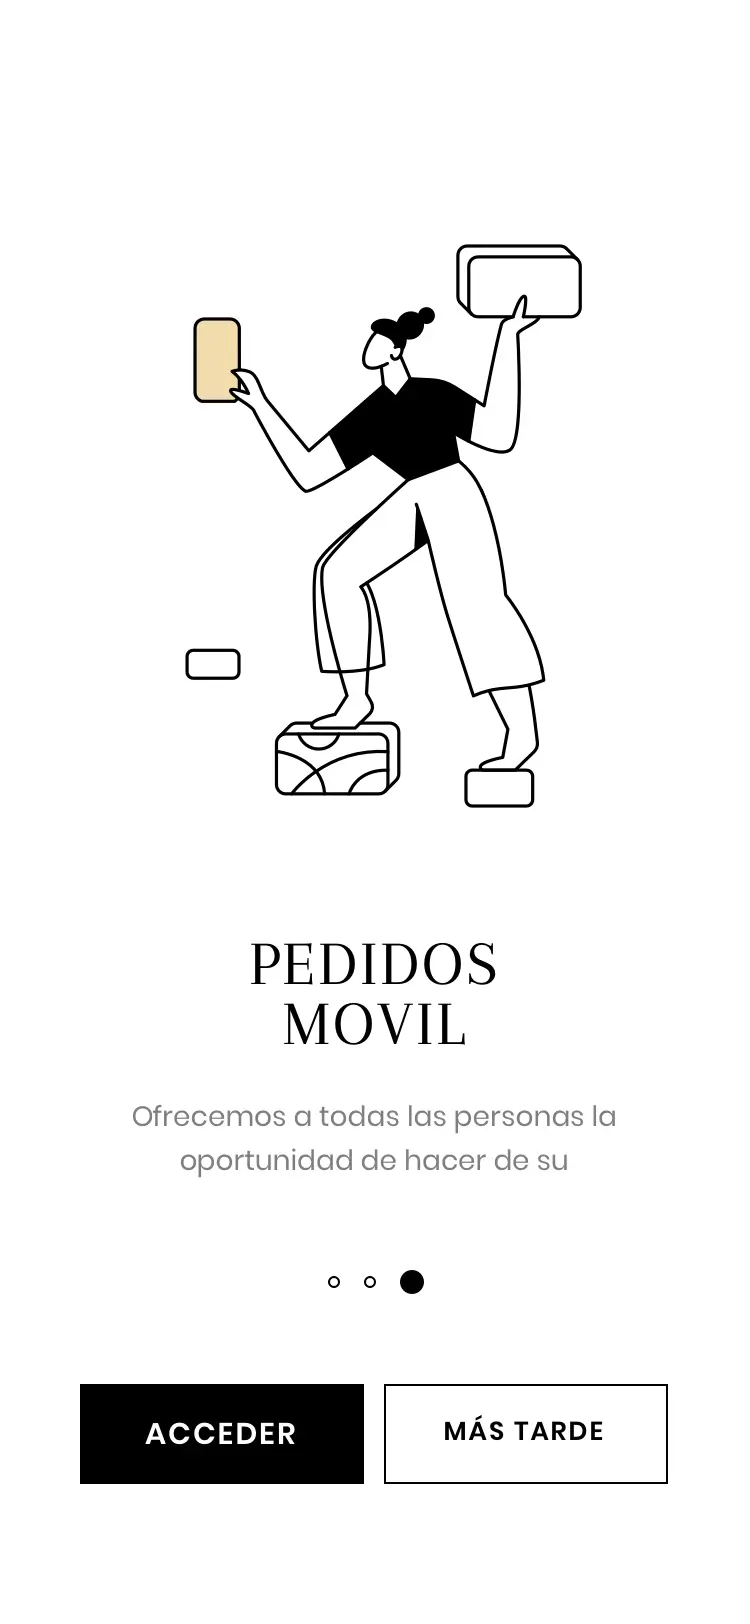 PEDIDOS
MOVIL
Ofrecemos a todas las personas la
oportunidad de hacer de su
ACCEDER
MÁS TARDE